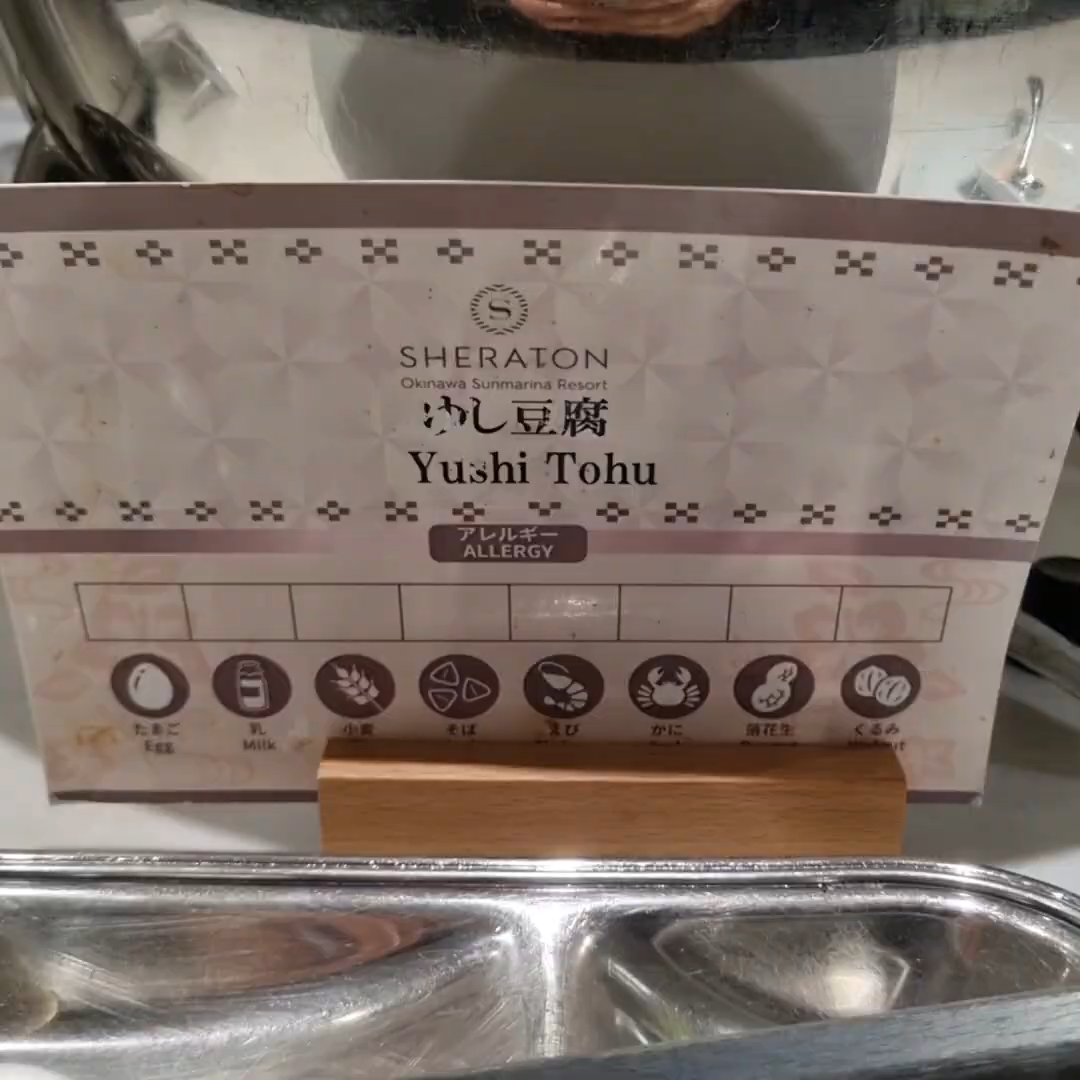 S
SHERATON
Okinawa Sunmarina Resort
ゆし豆腐
Yushi Tohu
アレルギー
ALLERGY
たまご 乳 小麦 そば えび かに 落花生 くるみ
Egg Milk